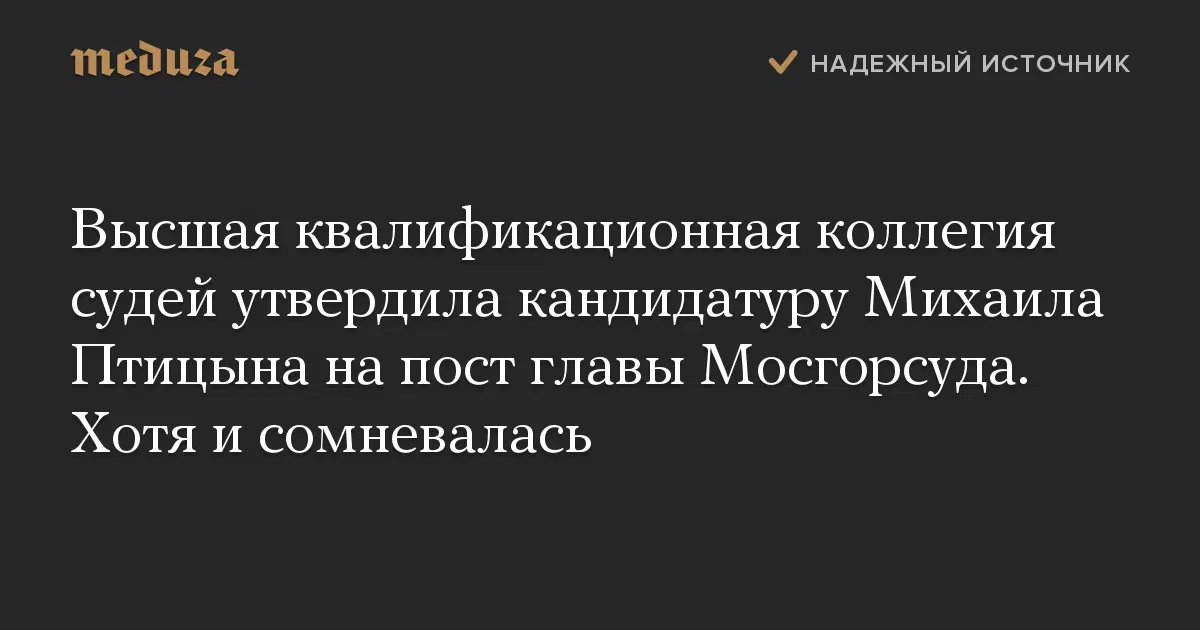 meduza
НАДЕЖНЫЙ ИСТОЧНИК
Высшая квалификационная коллегия
судей утвердила кандидатуру Михаила
Птицына на пост главы Мосгорсуда.
Хотя и сомневалась